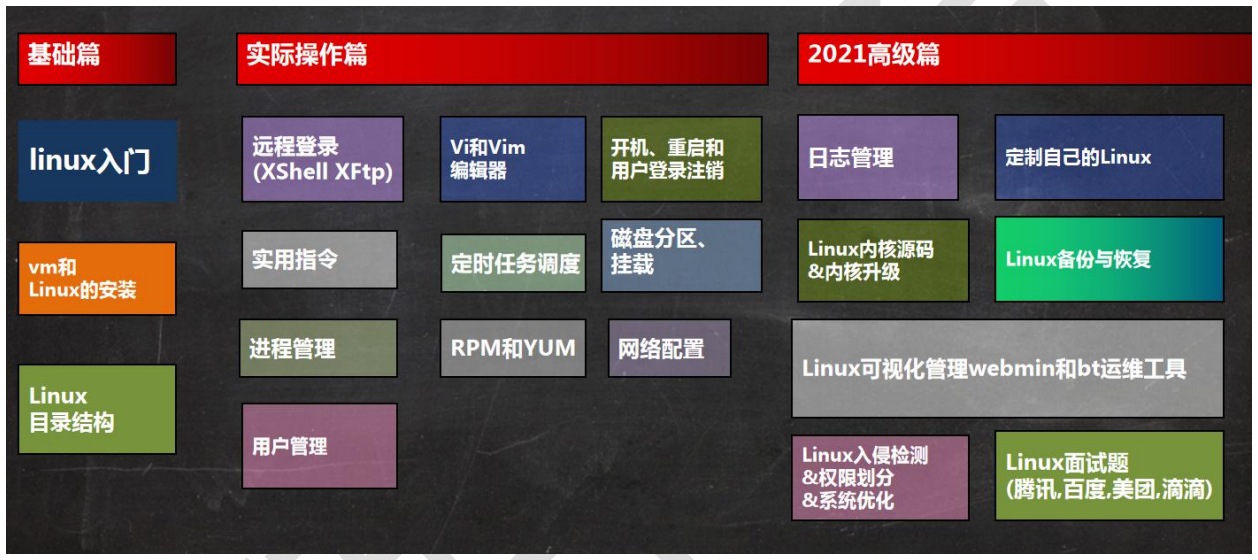 基础篇
linux入门
vm和
Linux的安装
Linux
目录结构
实际操作篇
远程登录
(XShell XFtp)
Vi和Vim
编辑器
开机、重启和
用户登录注销
实用指令
定时任务调度
磁盘分区、
挂载
进程管理
RPM和YUM
网络配置
用户管理
2021高级篇
日志管理
定制自己的Linux
Linux内核源码
&内核升级
Linux备份与恢复
Linux可视化管理webmin和bt运维工具
Linux入侵检测
&权限划分
&系统优化
Linux面试题
(腾讯,百度,美团,滴滴)